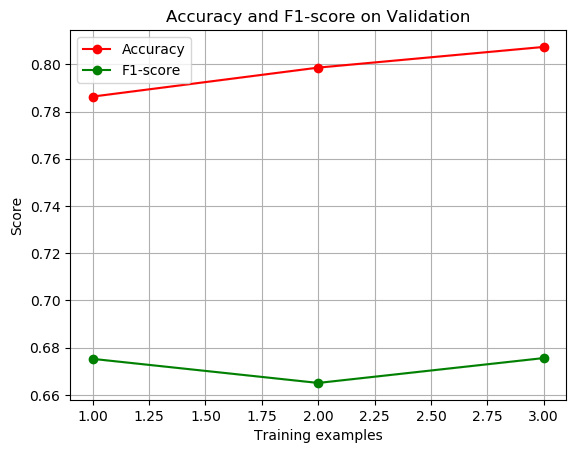 Accuracy and F1-score on Validation
Accuracy
F1-score
0.80
0.78
0.76
0.74
0.72
0.70
0.68
0.66
Score
1.00 1.25 1.50 1.75 2.00 2.25 2.50 2.75 3.00
Training examples